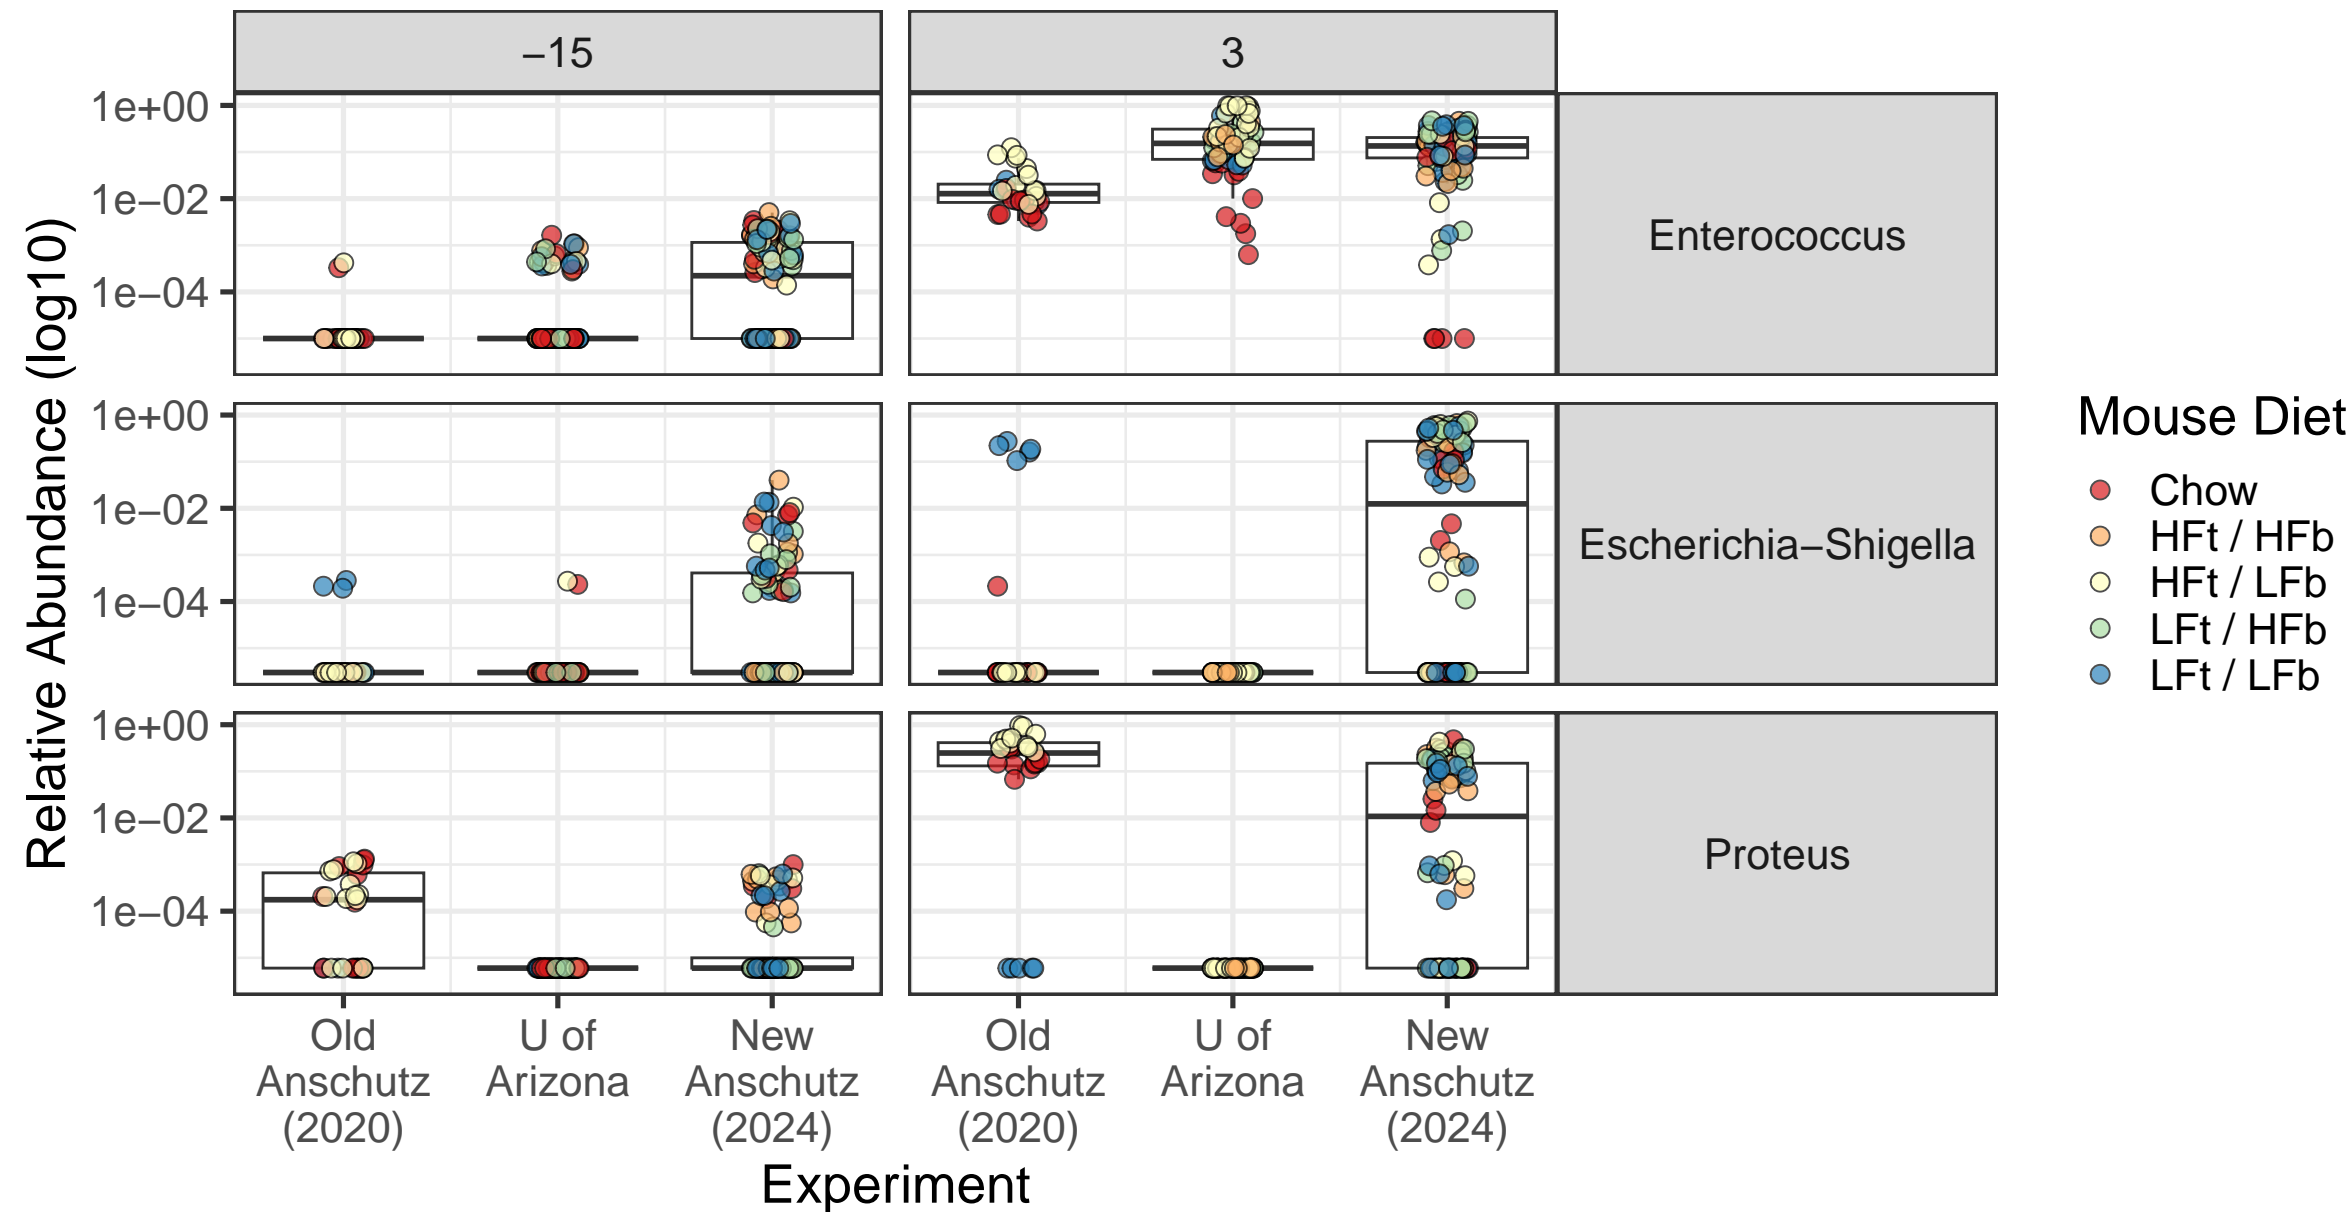 −15
3
1e+00
1e−02
1e−04
Enterococcus
1e+00
1e−02
1e−04
Escherichia−Shigella
1e+00
1e−02
1e−04
Proteus
Relative Abundance (log10)
Old
Anschutz
(2020)
U of
Arizona
New
Anschutz
(2024)
Old
Anschutz
(2020)
U of
Arizona
New
Anschutz
(2024)
Experiment
Mouse Diet
Chow
HFt / HFb
HFt / LFb
LFt / HFb
LFt / LFb